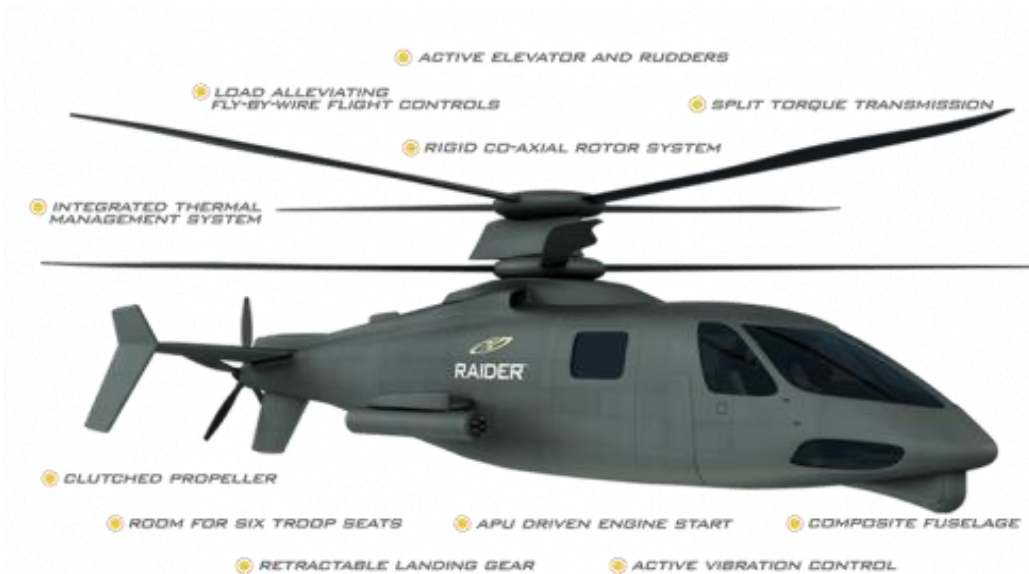 ACTIVE ELEVATOR AND RUDDERS
LOAD ALLEVIATING
FLY-BY-WIRE FLIGHT CONTROLS
SPLIT TORQUE TRANSMISSION
RIGID CO-AXIAL ROTOR SYSTEM
INTEGRATED THERMAL
MANAGEMENT SYSTEM
RAIDER
CLUTCHED PROPELLER
ROOM FOR SIX TROOP SEATS
APU DRIVEN ENGINE START
COMPOSITE FUSELAGE
RETRACTABLE LANDING GEAR
ACTIVE VIBRATION CONTROL